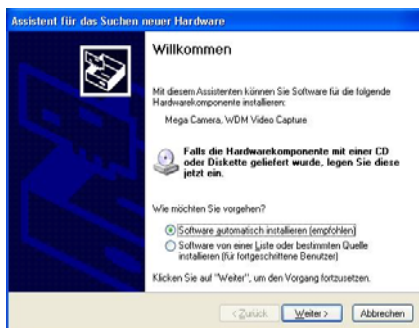 Assistent für das Suchen neuer Hardware
Willkommen
Mit diesem Assistenten können Sie Software für die folgende
Hardwarekomponente installieren:
Mega Camera, WDM Video Capture
Falls die Hardwarekomponente mit einer CD
oder Diskette geliefert wurde, legen Sie diese
jetzt ein.
Wie möchten Sie vorgehen?
Software automatisch installieren (empfohlen)
Software von einer Liste oder bestimmten Quelle
installieren (für fortgeschrittene Benutzer)
Klicken Sie auf "Weiter", um den Vorgang fortzusetzen.
< Zurück Weiter > Abbrechen